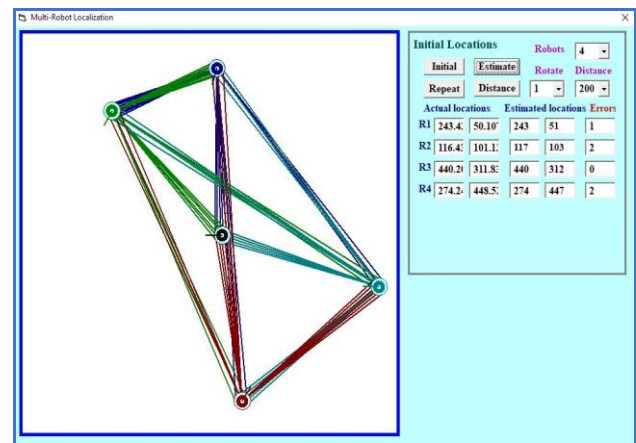 Multi-Robot Localization
Initial Locations
Robots 4
Initial Estimate Rotate Distance
Repeat Distance 1 200
Actual locations Estimated locations Errors
R1 243.4 50.10 243 51 1
R2 116.4 101.1 117 103 2
R3 440.2 311.8 440 312 0
R4 274.2 448.5 274 447 2